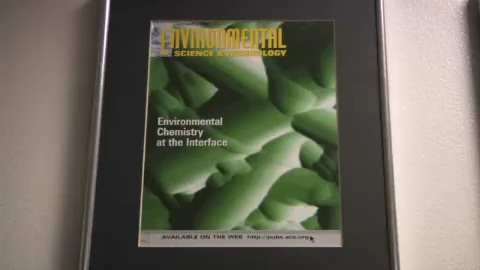 ENVIRONMENTAL
SCIENCE & TECHNOLOGY
Environmental
Chemistry
at the Interface
AVAILABLE ON THE WEB http://pubs.acs.org